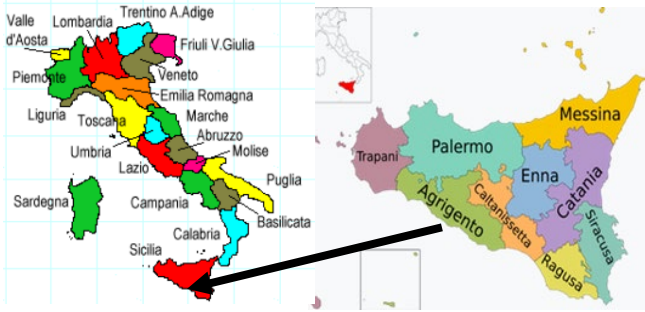 Trentino A.Adige
Valle
d'Aosta
Lombardia
Friuli V.Giulia
Piemonte
Veneto
Emilia Romagna
Liguria
Toscana
Marche
Abruzzo
Umbria
Molise
Lazio
Puglia
Sardegna
Campania
Basilicata
Calabria
Sicilia
Messina
Palermo
Trapani
Enna
Catania
Agrigento
Caltanissetta
Siracusa
Ragusa